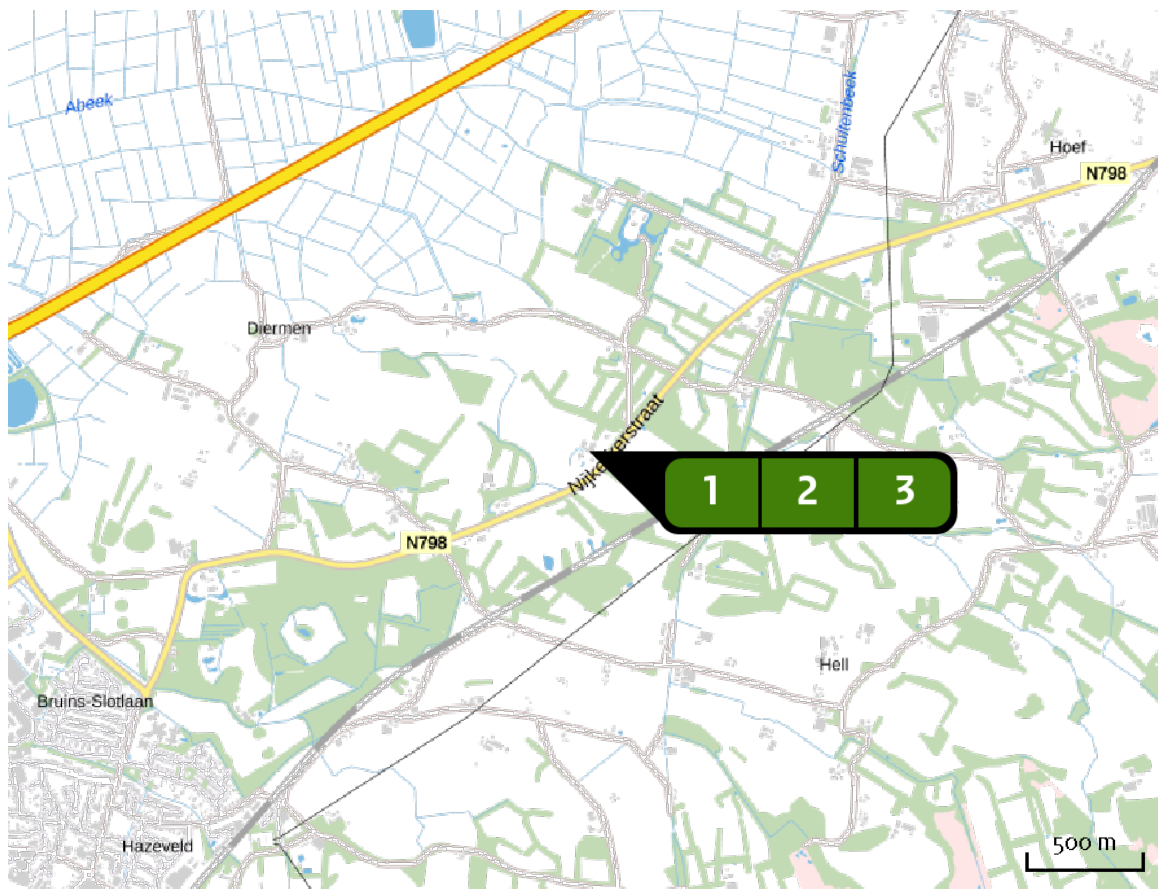 Abeek
Schuitenbeek
Hoef
N798
Diermen
Nijkerkerstraat
1 2 3
N798
Hell
Bruins-Slotlaan
Hazeveld
500 m